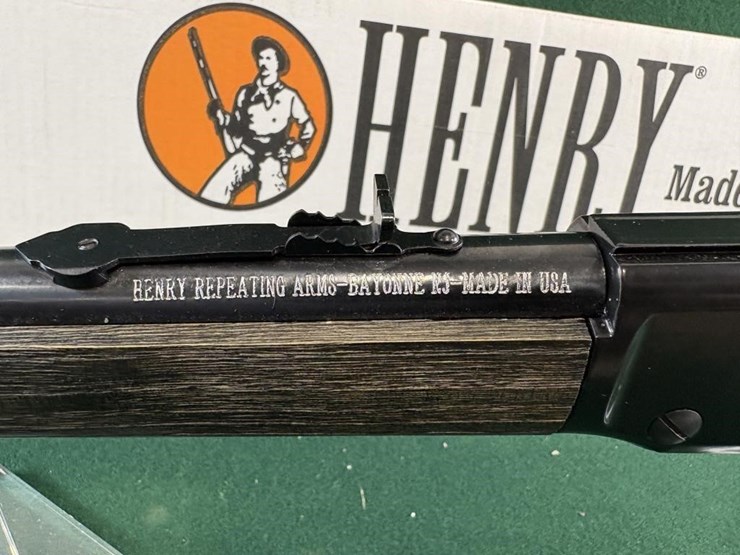 HENRY®
Made
HENRY REPEATING ARMS-BAYONNE NJ-MADE IN USA